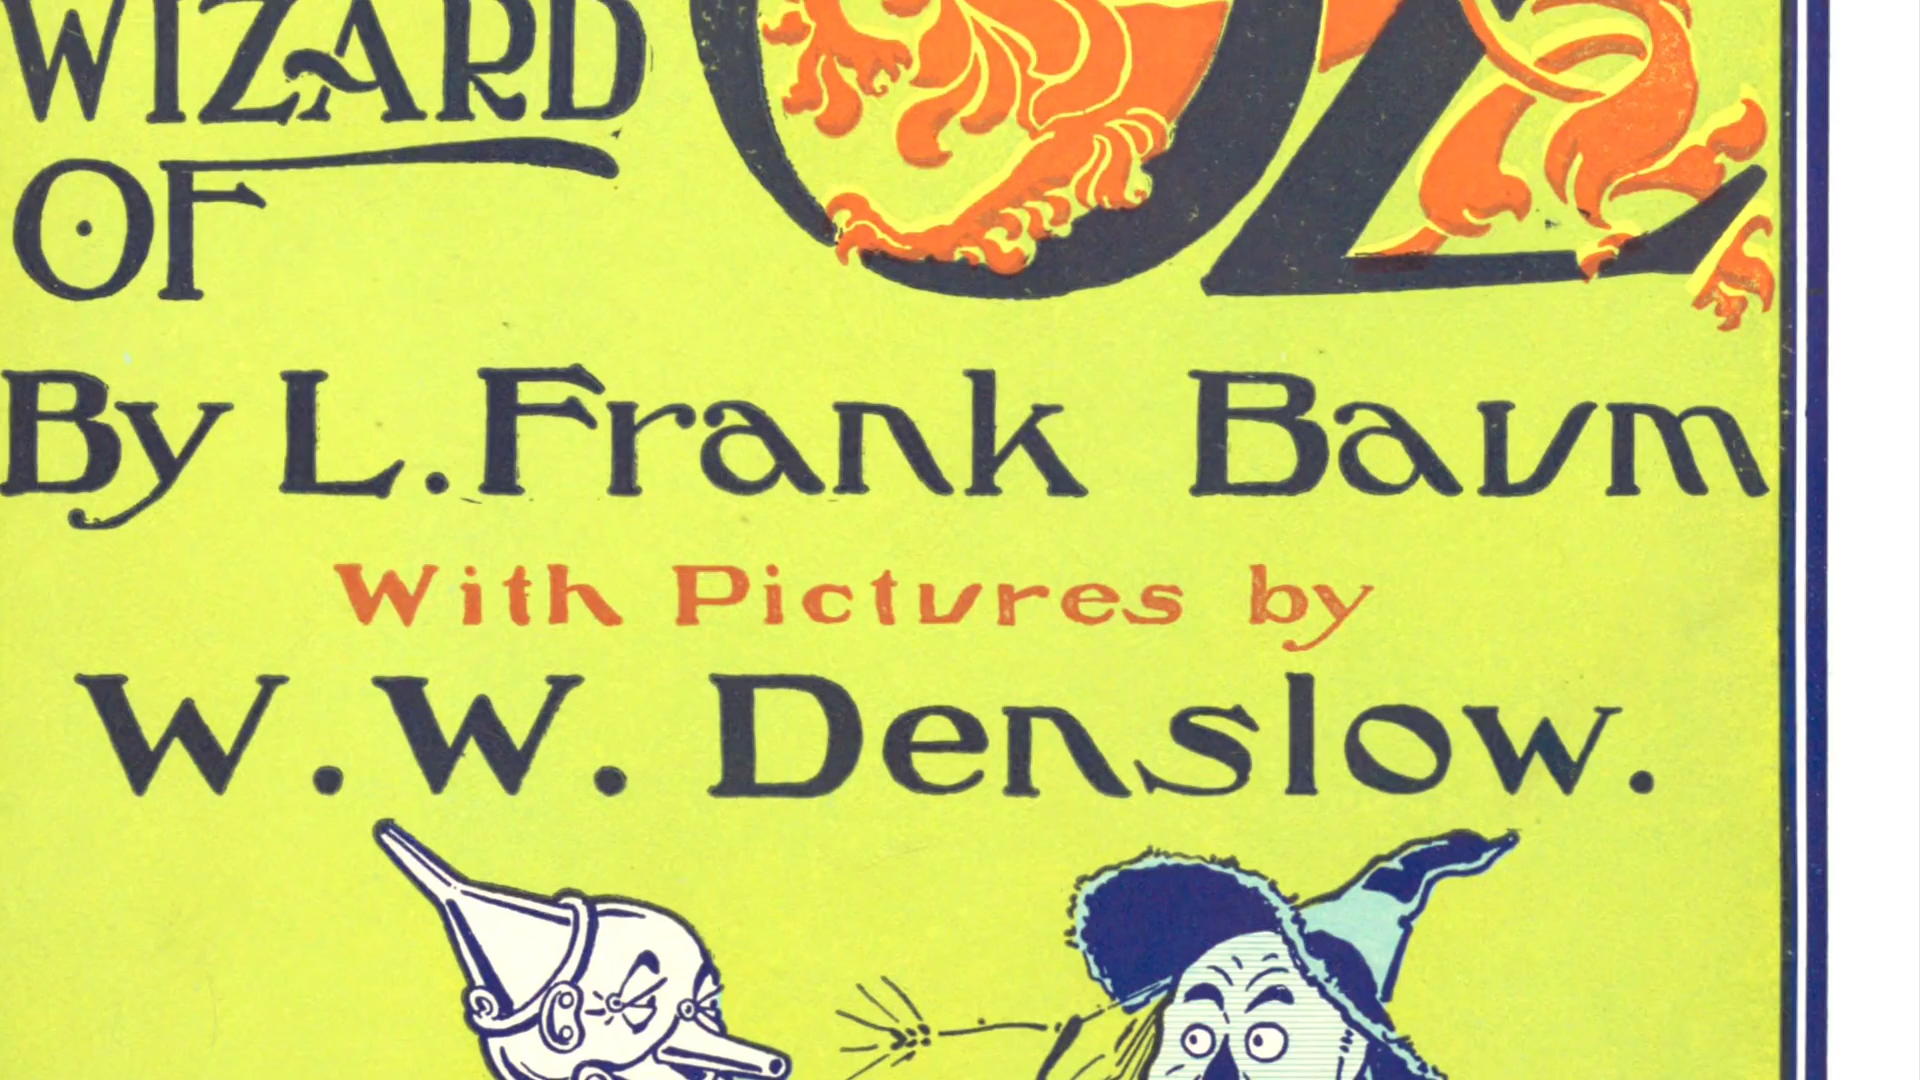 WIZARD
OF OZ
By L. Frank Baum
With Pictures by
W. W. Denslow.